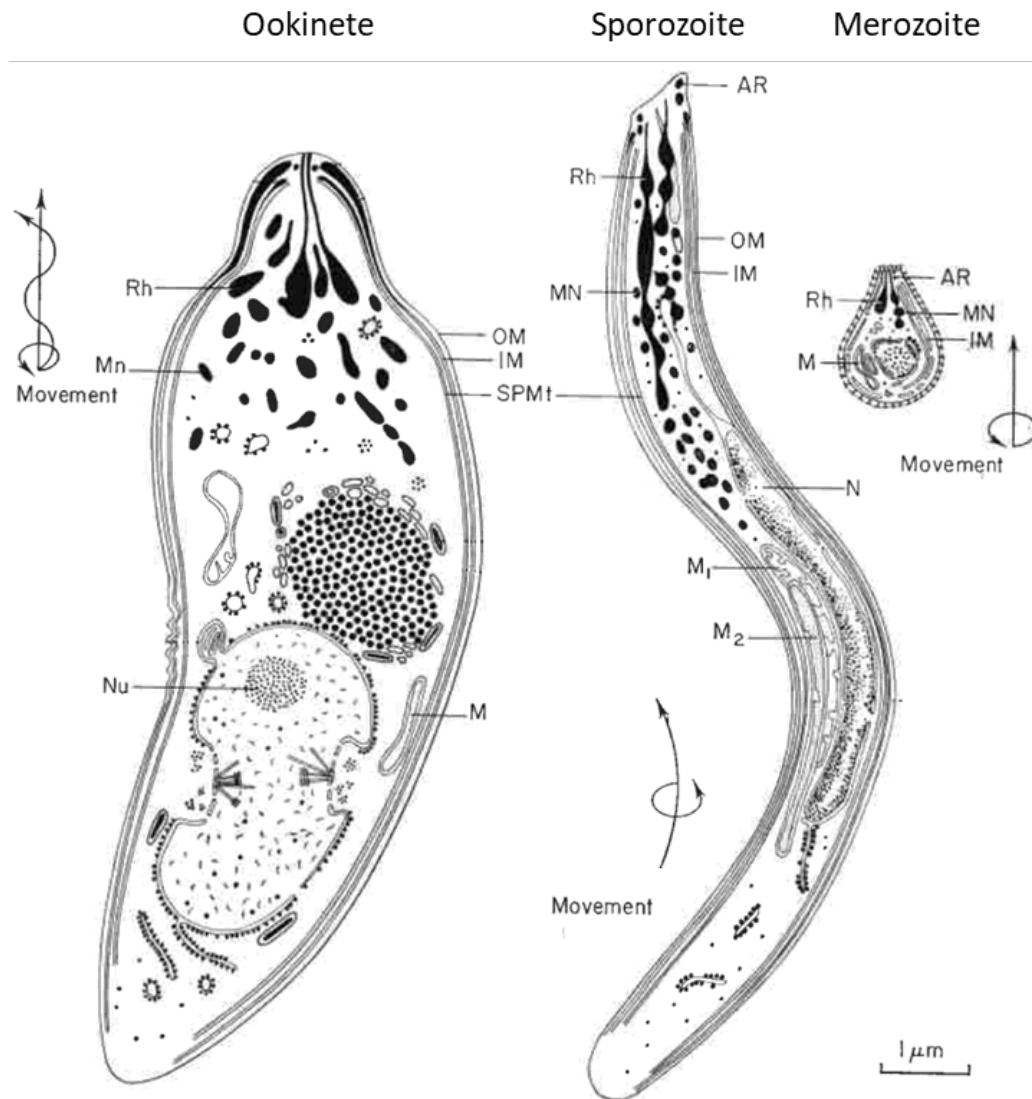 Ookinete Sporozoite Merozoite
AR
Rh
OM
IM
MN
Rh
Mn
OM
IM
SPMt
Movement
AR
Rh
MN
IM
M
Movement
N
M₁
M₂
Nu
M
Movement
1 μm